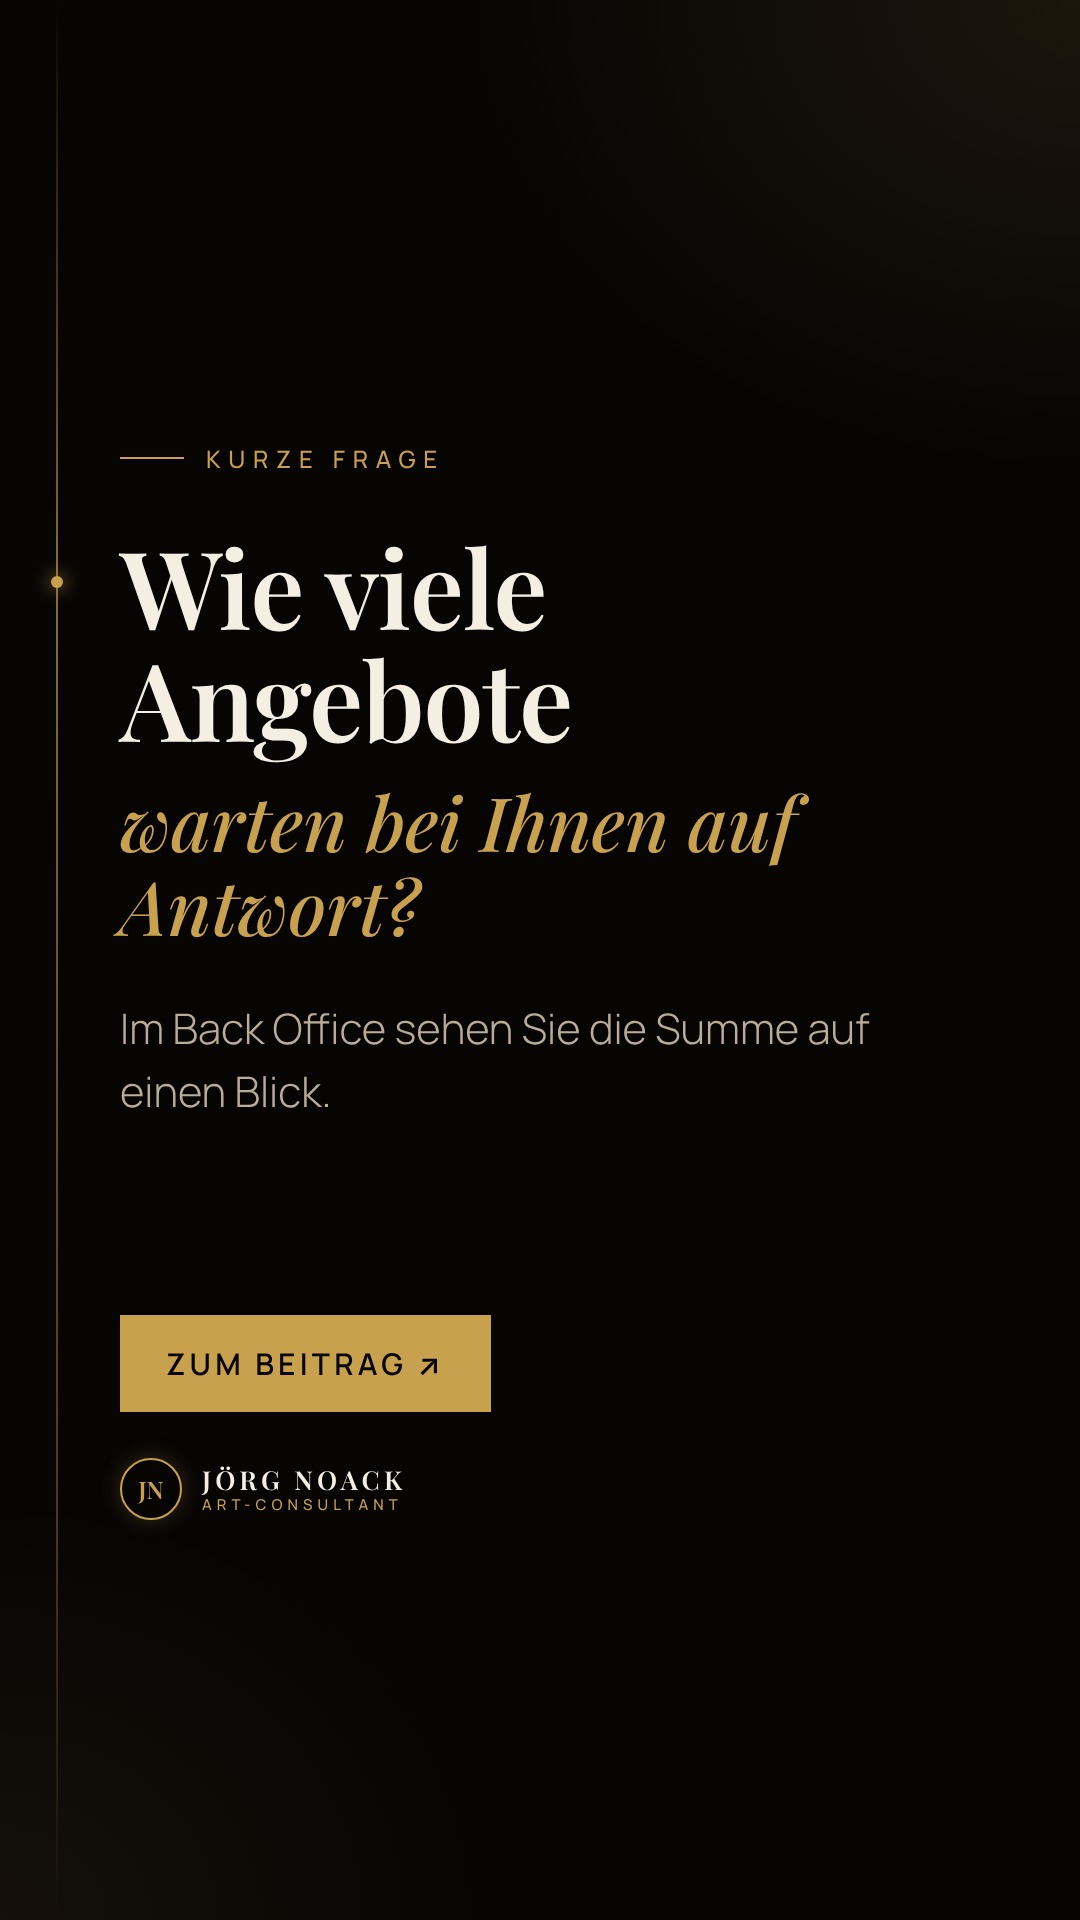 KURZE FRAGE
Wie viele
Angebote
warten bei Ihnen auf
Antwort?
Im Back Office sehen Sie die Summe auf
einen Blick.
ZUM BEITRAG ↗
JN
JÖRG NOACK
ART-CONSULTANT